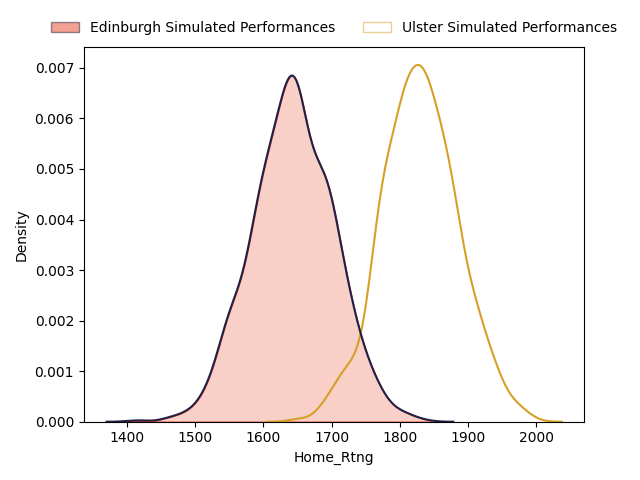 Edinburgh Simulated Performances
Ulster Simulated Performances
0.007
0.006
0.005
0.004
0.003
0.002
0.001
0.000
Density
1400 1500 1600 1700 1800 1900 2000
Home_Rtng